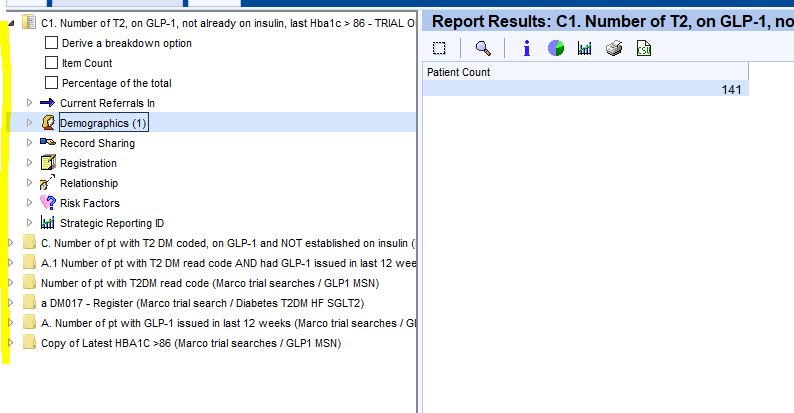 C1. Number of T2, on GLP-1, not already on insulin, last Hba1c > 86 - TRIAL O
Report Results: C1. Number of T2, on GLP-1, no
Derive a breakdown option
Item Count
Percentage of the total
Current Referrals In
Demographics (1)
Record Sharing
Registration
Relationship
Risk Factors
Strategic Reporting ID
C. Number of pt with T2 DM coded, on GLP-1 and NOT established on insulin (
A.1 Number of pt with T2 DM read code AND had GLP-1 issued in last 12 wee
Number of pt with T2DM read code (Marco trial searches / GLP1 MSN)
a DM017 - Register (Marco trial search / Diabetes T2DM HF SGLT2)
A. Number of pt with GLP-1 issued in last 12 weeks (Marco trial searches / Gl
Copy of Latest HBA1C >86 (Marco trial searches / GLP1 MSN)
CSV
Patient Count
141